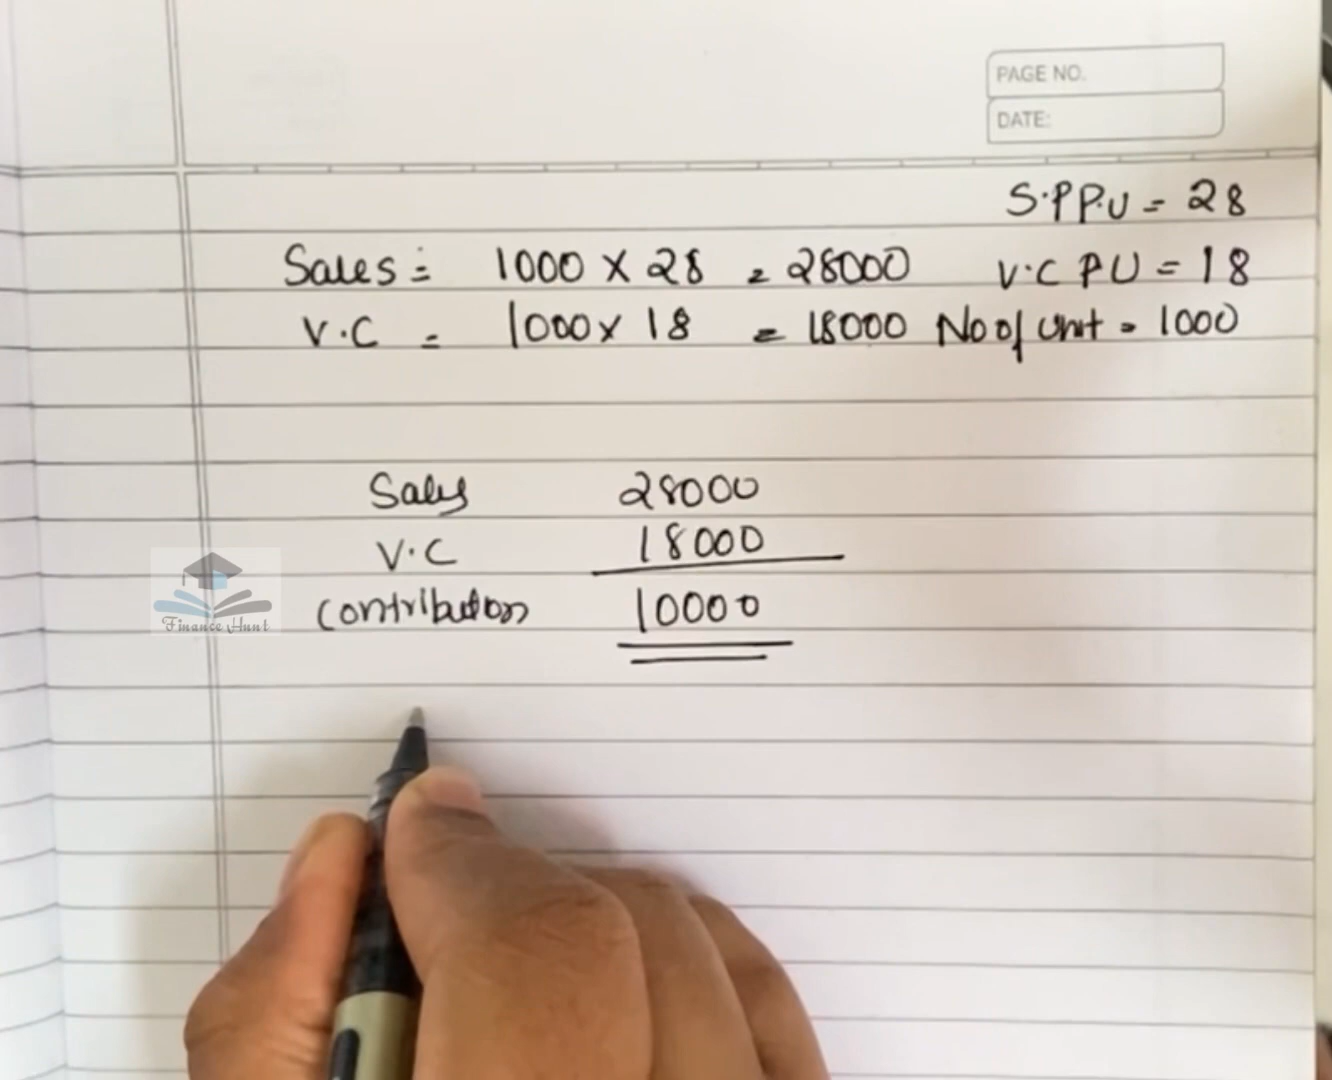 PAGE NO.
DATE:
S.P P.U = 28
Sales = 1000 X 28 = 28000 V.C P U = 18
V.C = 1000 x 18 = 18000 No of Unit = 1000
Sales 28000
V.C 18000
Contribution 10000
Finance Hunt